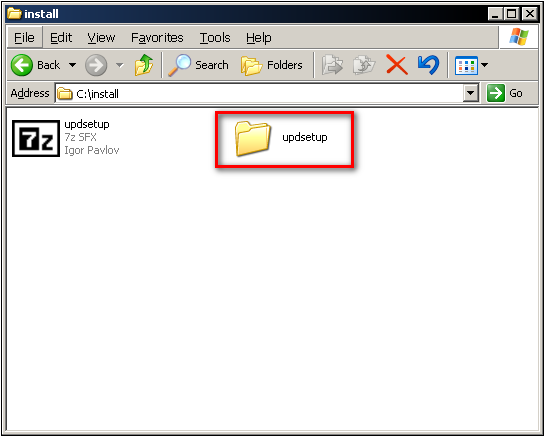 install
File Edit View Favorites Tools Help
Back Search Folders
Address C:\install Go
7z
updsetup
7z SFX
Igor Pavlov
updsetup